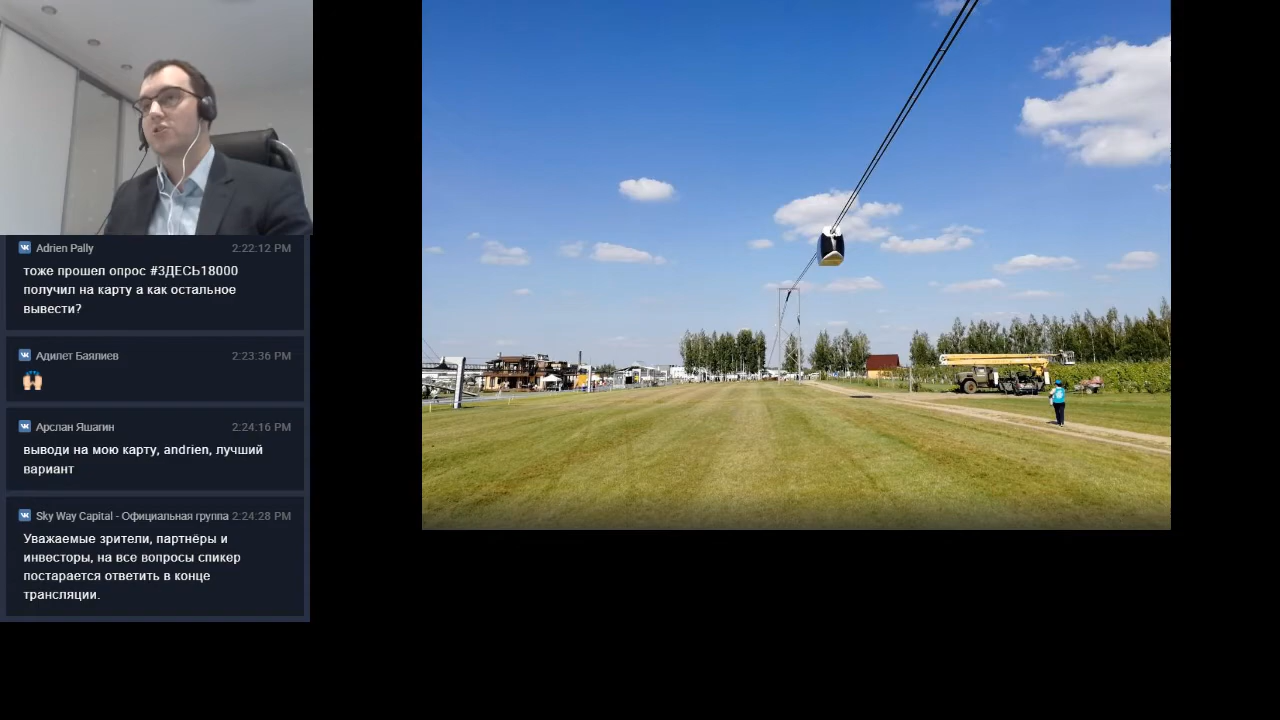 Adrien Pally 2:22:12 PM
тоже прошел опрос #ЗДЕСЬ18000
получил на карту а как остальное
вывести?
Адилет Баялиев 2:23:36 PM
Арслан Яшагин 2:24:16 PM
выводи на мою карту, andrien, лучший
вариант
Sky Way Capital - Официальная группа 2:24:28 PM
Уважаемые зрители, партнёры и
инвесторы, на все вопросы спикер
постарается ответить в конце
трансляции.